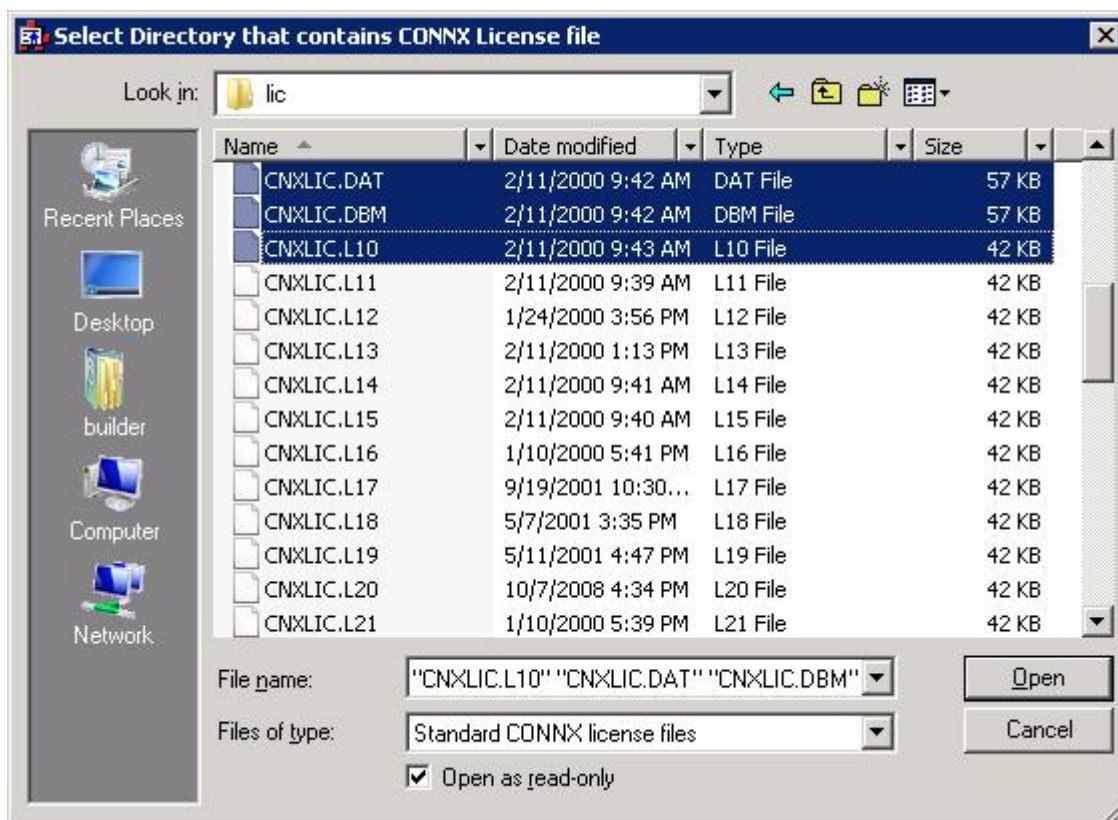 Select Directory that contains CONNX License file
Look in: lic
Name Date modified Type Size
CNXLIC.DAT 2/11/2000 9:42 AM DAT File 57 KB
CNXLIC.DBM 2/11/2000 9:42 AM DBM File 57 KB
CNXLIC.L10 2/11/2000 9:43 AM L10 File 42 KB
CNXLIC.L11 2/11/2000 9:39 AM L11 File 42 KB
CNXLIC.L12 1/24/2000 3:56 PM L12 File 42 KB
CNXLIC.L13 2/11/2000 1:13 PM L13 File 42 KB
CNXLIC.L14 2/11/2000 9:41 AM L14 File 42 KB
CNXLIC.L15 2/11/2000 9:40 AM L15 File 42 KB
CNXLIC.L16 1/10/2000 5:41 PM L16 File 42 KB
CNXLIC.L17 9/19/2001 10:30... L17 File 42 KB
CNXLIC.L18 5/7/2001 3:35 PM L18 File 42 KB
CNXLIC.L19 5/11/2001 4:47 PM L19 File 42 KB
CNXLIC.L20 10/7/2008 4:34 PM L20 File 42 KB
CNXLIC.L21 1/10/2000 5:39 PM L21 File 42 KB
Recent Places
Desktop
builder
Computer
Network
File name: "CNXLIC.L10" "CNXLIC.DAT" "CNXLIC.DBM" Open
Files of type: Standard CONNX license files Cancel
Open as read-only